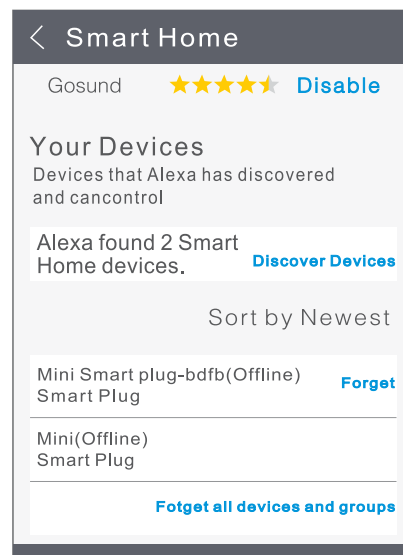 < Smart Home
Gosund Disable
Your Devices
Devices that Alexa has discovered
and cancontrol
Alexa found 2 Smart
Home devices.
Discover Devices
Sort by Newest
Mini Smart plug-bdfb(Offline)
Smart Plug
Forget
Mini(Offline)
Smart Plug
Fotget all devices and groups